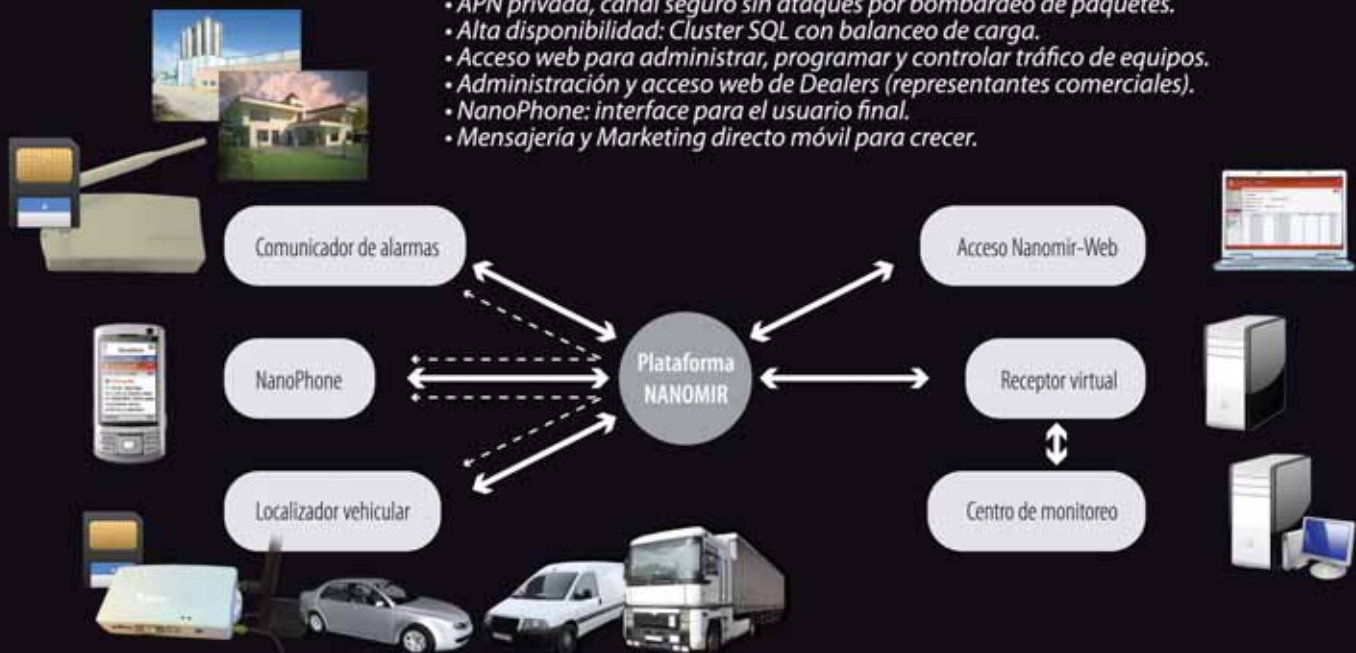 • APN privada, canal seguro sin ataques por bombardeo de paquetes.
• Alta disponibilidad: Cluster SQL con balanceo de carga.
• Acceso web para administrar, programar y controlar tráfico de equipos.
• Administración y acceso web de Dealers (representantes comerciales).
• NanoPhone: interface para el usuario final.
• Mensajería y Marketing directo móvil para crecer.
Comunicador de alarmas
Acceso Nanomir-Web
NanoPhone
Plataforma
NANOMIR
Receptor virtual
Localizador vehicular
Centro de monitoreo